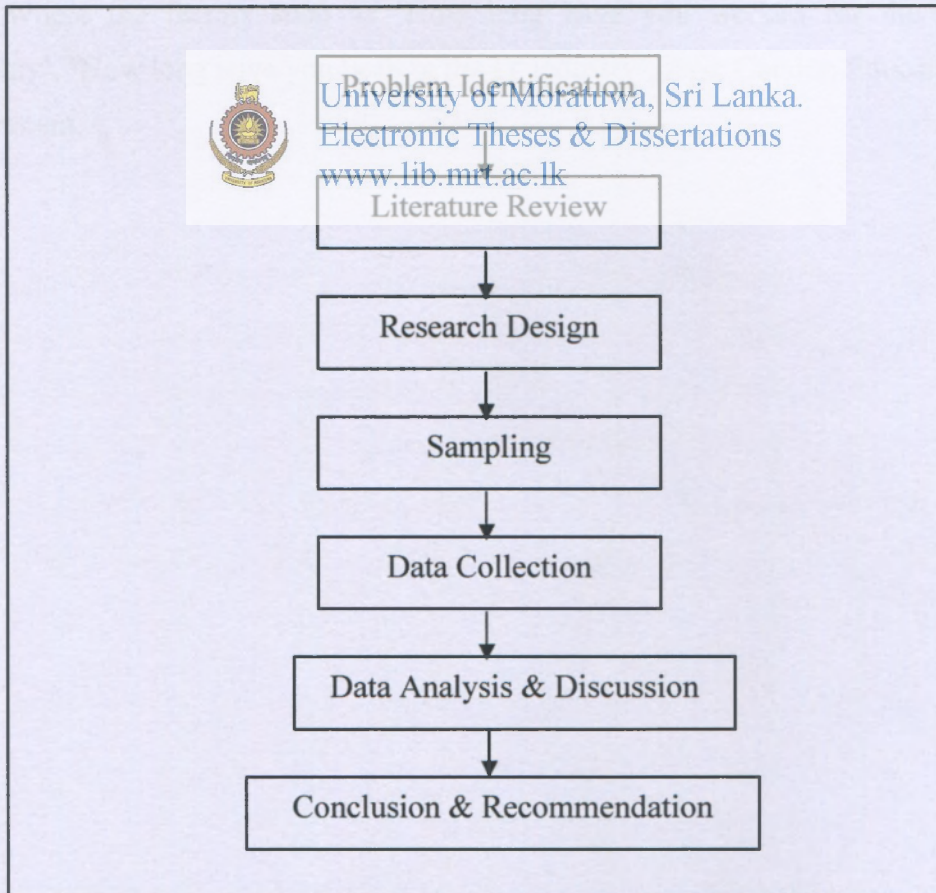 Problem Identification
University of Moratuwa, Sri Lanka.
Electronic Theses & Dissertations
www.lib.mrt.ac.lk
Literature Review
Research Design
Sampling
Data Collection
Data Analysis & Discussion
Conclusion & Recommendation